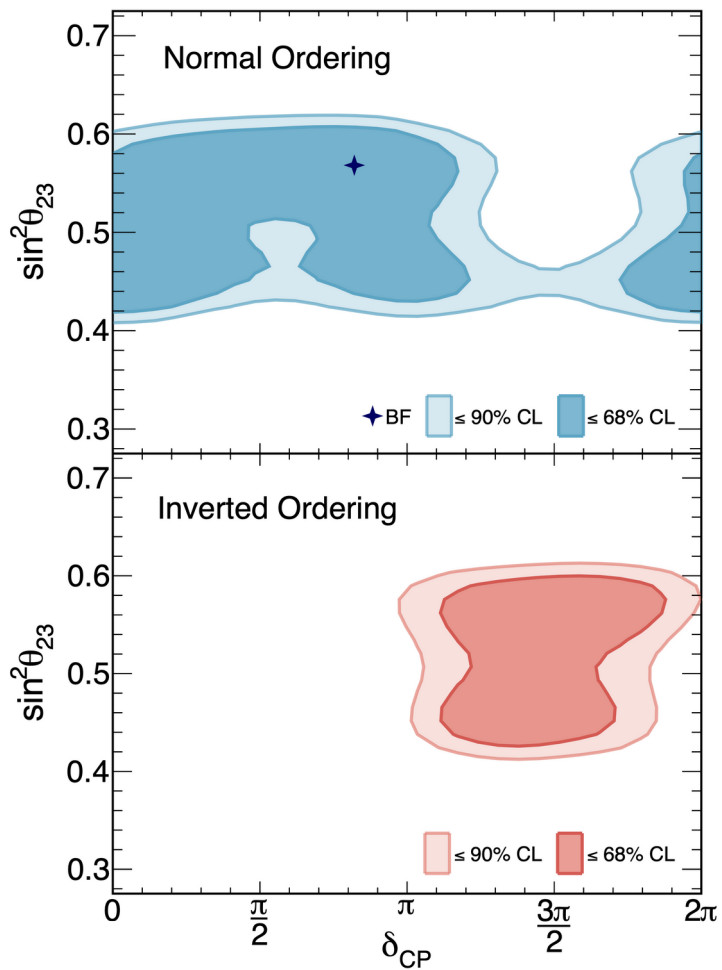 0.7
Normal Ordering
0.6
sin²θ₂₃
0.5
0.4
BF ≤ 90% CL ≤ 68% CL
0.3
0.7
Inverted Ordering
0.6
sin²θ₂₃
0.5
0.4
≤ 90% CL ≤ 68% CL
0.3
0 π/2 π 3π/2 2π
δCP